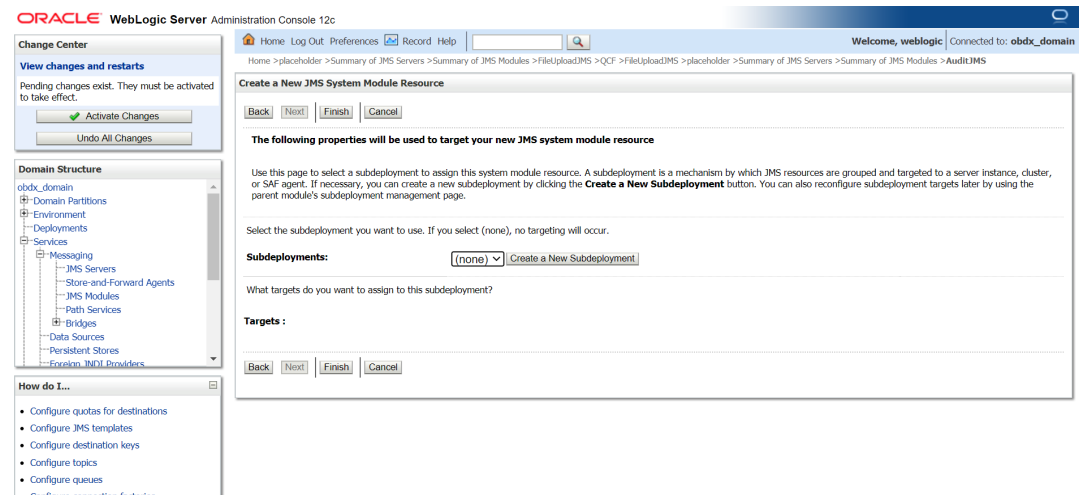 ORACLE WebLogic Server Administration Console 12c
Change Center
View changes and restarts
Pending changes exist. They must be activated
to take effect.
Activate Changes
Undo All Changes
Domain Structure
obdx_domain
Domain Partitions
Environment
Deployments
Services
Messaging
JMS Servers
Store-and-Forward Agents
JMS Modules
Path Services
Bridges
Data Sources
Persistent Stores
Foreign JNDI Providers
How do I...
Configure quotas for destinations
Configure JMS templates
Configure destination keys
Configure topics
Configure queues
Configure connection factories
Home Log Out Preferences Record Help
Welcome, weblogic Connected to: obdx_domain
Home >placeholder >Summary of JMS Servers >Summary of JMS Modules >FileUploadJMS >QCF >FileUploadJMS >placeholder >Summary of JMS Servers >Summary of JMS Modules >AuditJMS
Create a New JMS System Module Resource
Back Next Finish Cancel
The following properties will be used to target your new JMS system module resource
Use this page to select a subdeployment to assign this system module resource. A subdeployment is a mechanism by which JMS resources are grouped and targeted to a server instance, cluster,
or SAF agent. If necessary, you can create a new subdeployment by clicking the Create a New Subdeployment button. You can also reconfigure subdeployment targets later by using the
parent module's subdeployment management page.
Select the subdeployment you want to use. If you select (none), no targeting will occur.
Subdeployments: (none) Create a New Subdeployment
What targets do you want to assign to this subdeployment?
Targets :
Back Next Finish Cancel